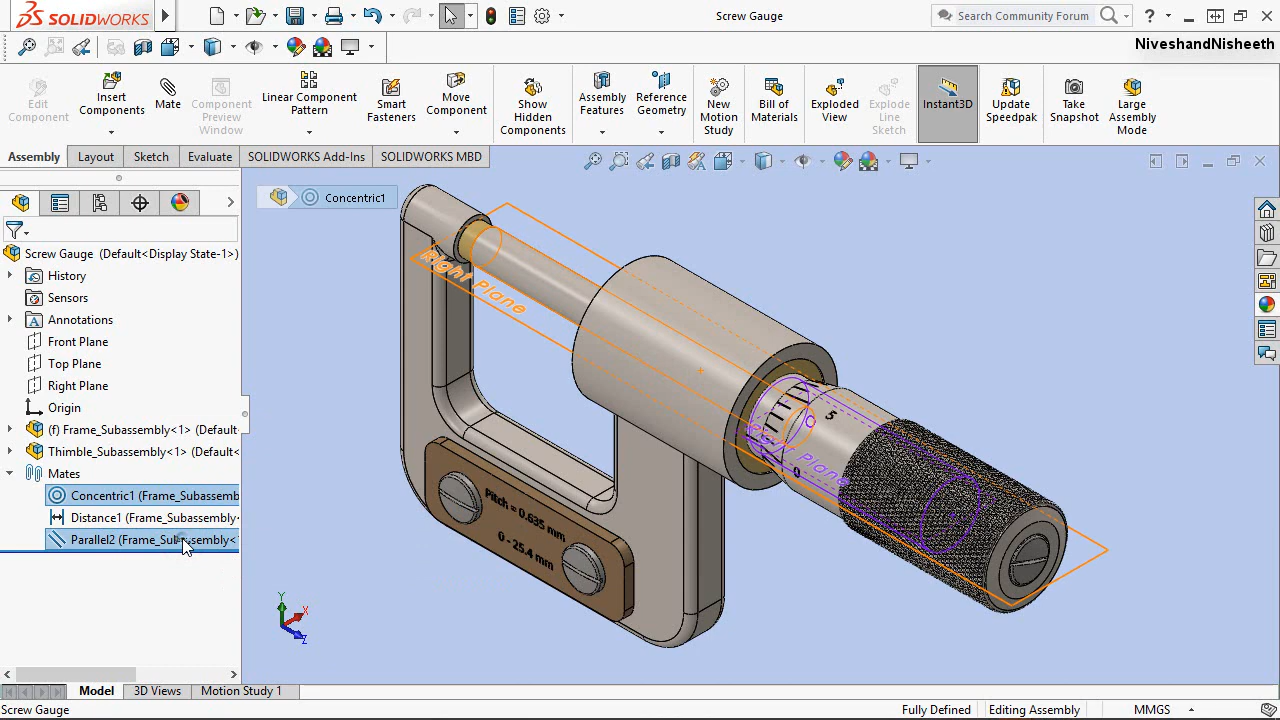 SOLIDWORKS
Screw Gauge
Search Community Forum
?
NiveshandNisheeth
Edit Component
Insert Components
Mate
Component Preview Window
Linear Component Pattern
Smart Fasteners
Move Component
Show Hidden Components
Assembly Features
Reference Geometry
New Motion Study
Bill of Materials
Exploded View
Explode Line Sketch
Instant3D
Update Speedpak
Take Snapshot
Large Assembly Mode
Assembly Layout Sketch Evaluate SOLIDWORKS Add-Ins SOLIDWORKS MBD
Concentric1
Screw Gauge (Default<Display State-1>)
History
Sensors
Annotations
Front Plane
Top Plane
Right Plane
Origin
(f) Frame_Subassembly<1> (Default
Thimble_Subassembly<1> (Default<
Mates
Concentric1 (Frame_Subassemb
Distance1 (Frame_Subassembly
Parallel2 (Frame_Subassembly<
Right Plane
Right Plane
5
0
Pitch = 0.635 mm
0 - 25.4 mm
Y
X
Z
Model 3D Views Motion Study 1
Screw Gauge Fully Defined Editing Assembly MMGS